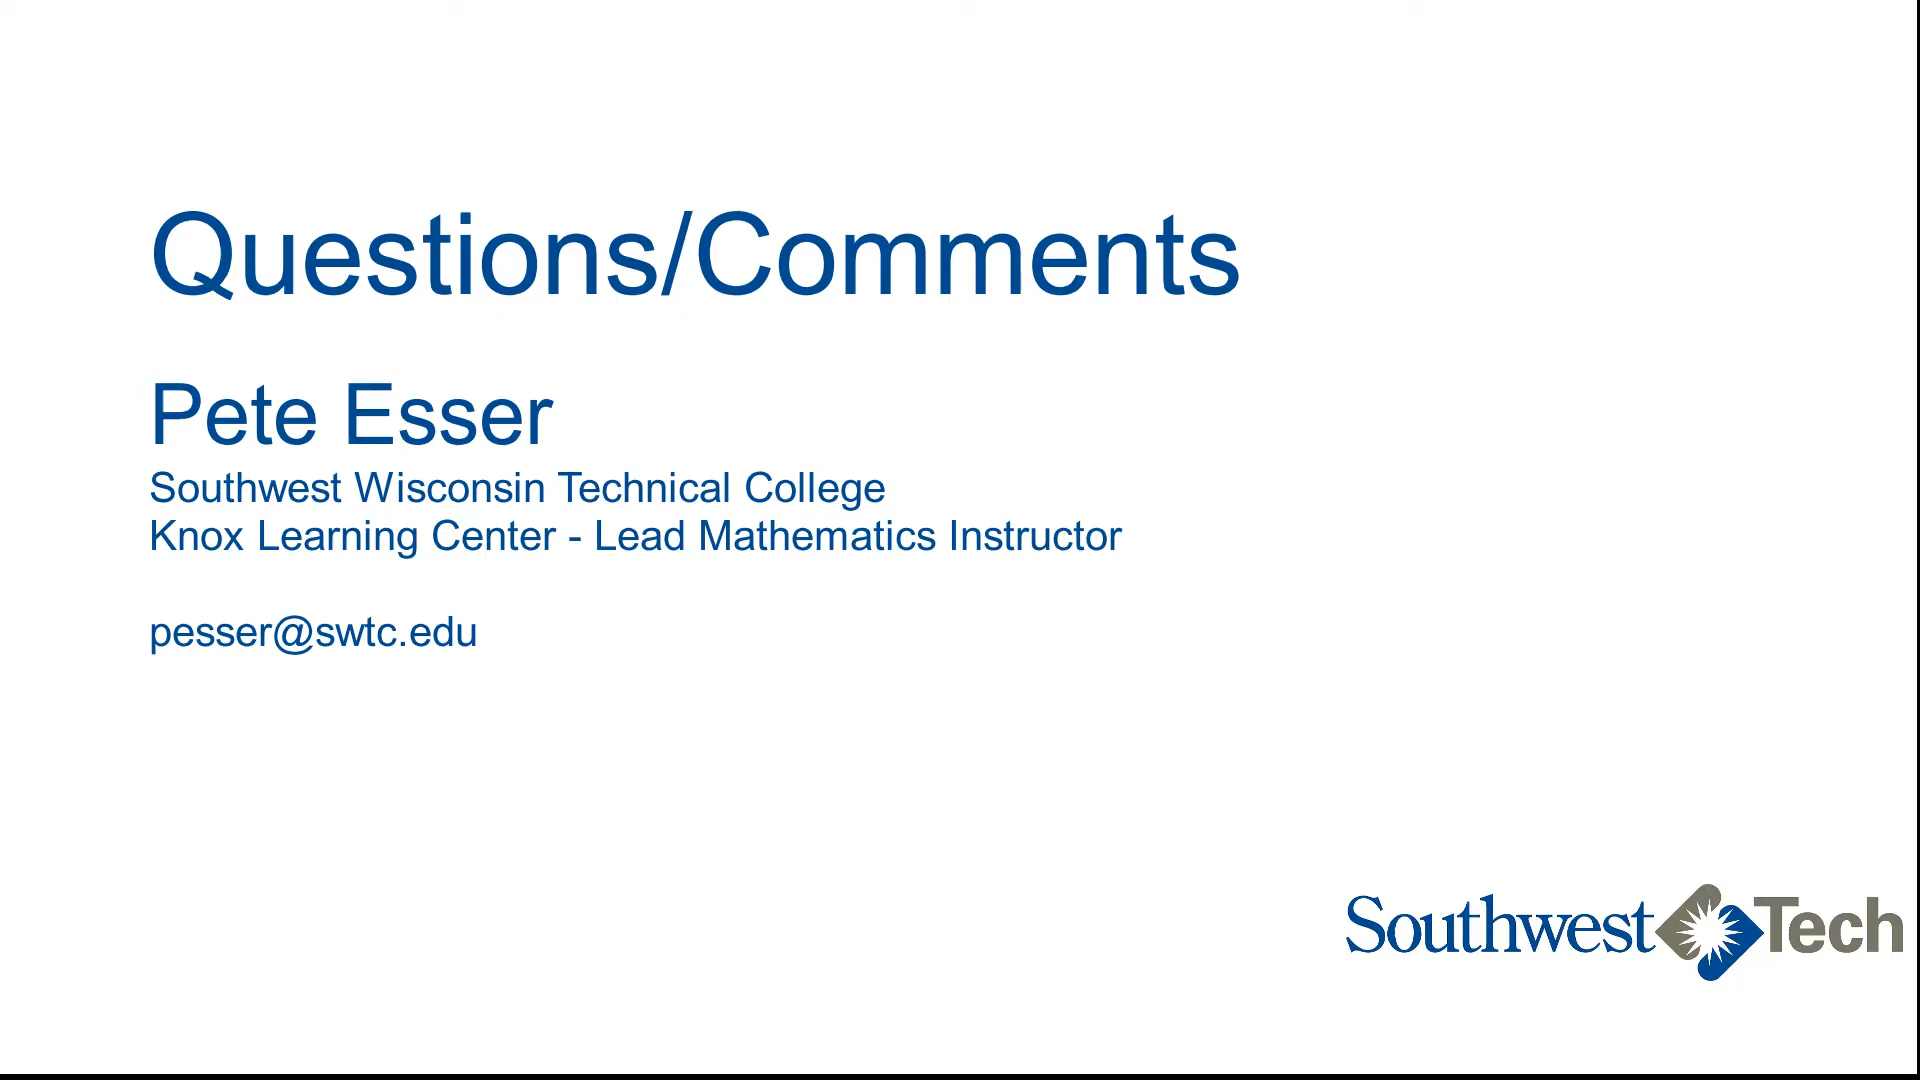 Questions/Comments
Pete Esser
Southwest Wisconsin Technical College
Knox Learning Center - Lead Mathematics Instructor
pesser@swtc.edu
Southwest Tech